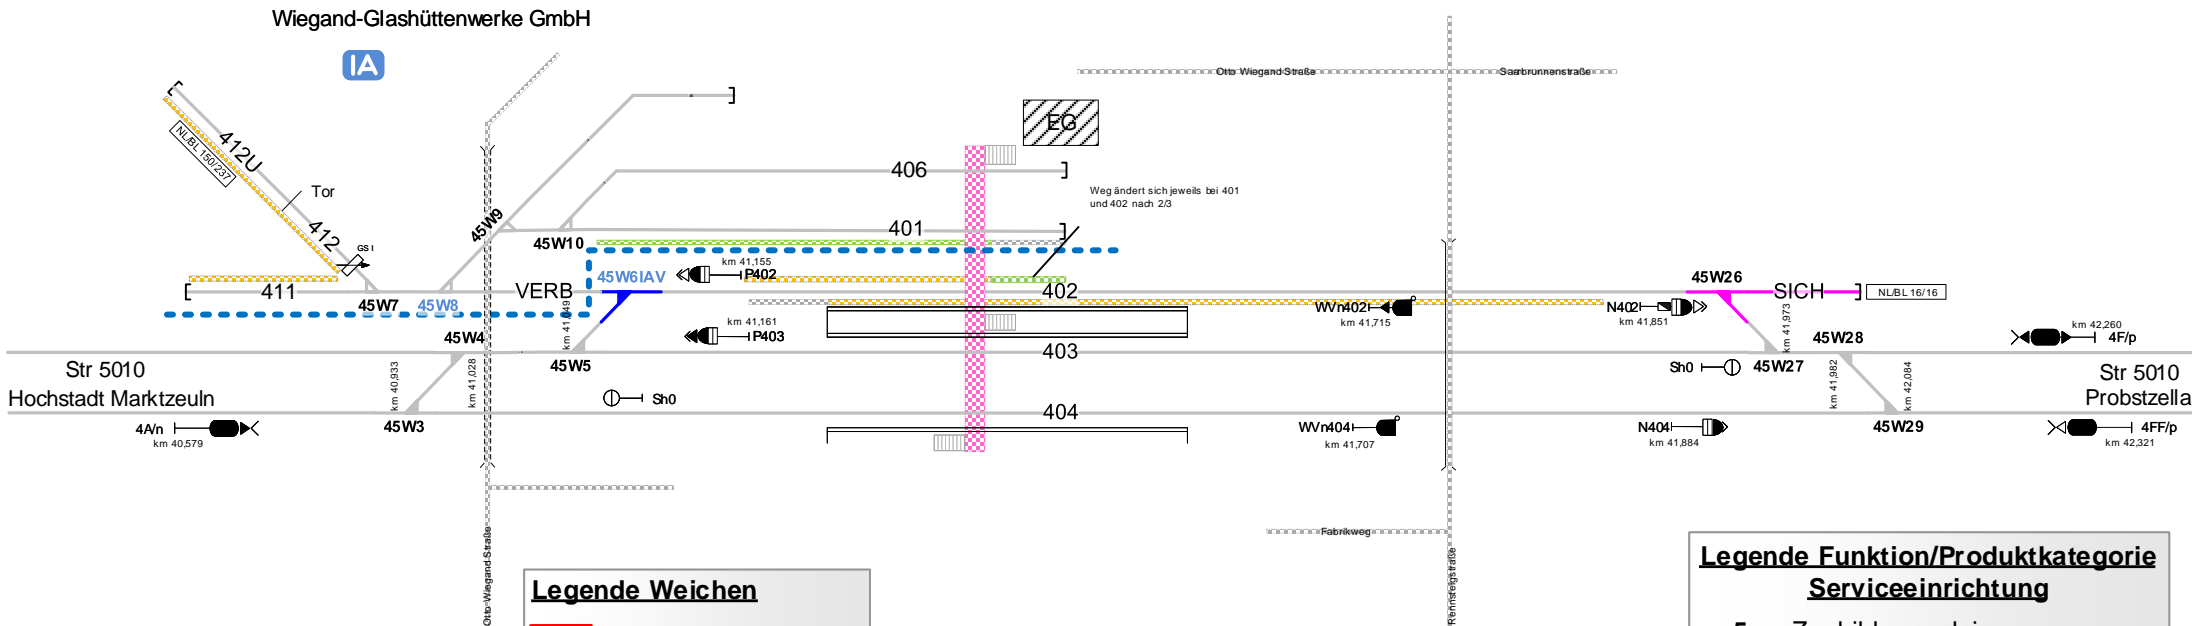 Wiegand-Glashüttenwerke GmbH
IA
Otto Wiegand Straße
Saarbrunnenstraße
EG
412U
NL/BL 150/237
Tor
406
Weg ändert sich jeweils bei 401
und 402 nach 2/3
412
GS I
45W9
401
45W10
km 41,155
P402
45W6IAV
45W26
411
VERB
402
SICH
NL/BL 16/16
45W7
45W8
km 41,049
WVn402
km 41,715
N402
km 41,851
km 41,973
km 41,161
P403
45W4
45W28
km 42,260
4F/p
403
45W5
Sh0
45W27
Str 5010
Hochstadt Marktzeuln
km 40,933
km 41,028
km 41,982
km 42,084
Str 5010
Probstzella
Sh0
404
4A/n
km 40,579
45W3
WVn404
km 41,707
N404
km 41,884
45W29
4FF/p
km 42,321
Fabrikweg
Otto Wiegand Straße
Rennsteigstraße
Legende Weichen
Legende Funktion/Produktkategorie
Serviceeinrichtung